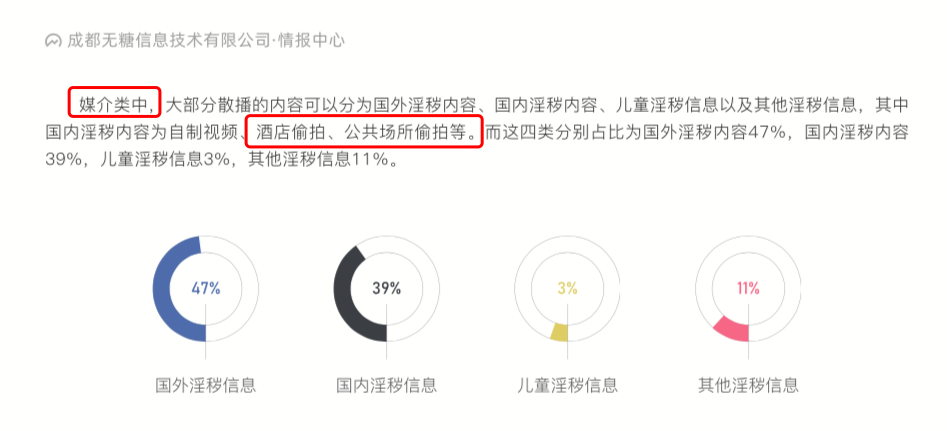 成都无糖信息技术有限公司·情报中心
媒介类中，大部分散播的内容可以分为国外淫秽内容、国内淫秽内容、儿童淫秽信息以及其他淫秽信息，其中
国内淫秽内容为自制视频、酒店偷拍、公共场所偷拍等。而这四类分别占比为国外淫秽内容47%，国内淫秽内容
39%，儿童淫秽信息3%，其他淫秽信息11%。
47% 39% 3% 11%
国外淫秽信息 国内淫秽信息 儿童淫秽信息 其他淫秽信息